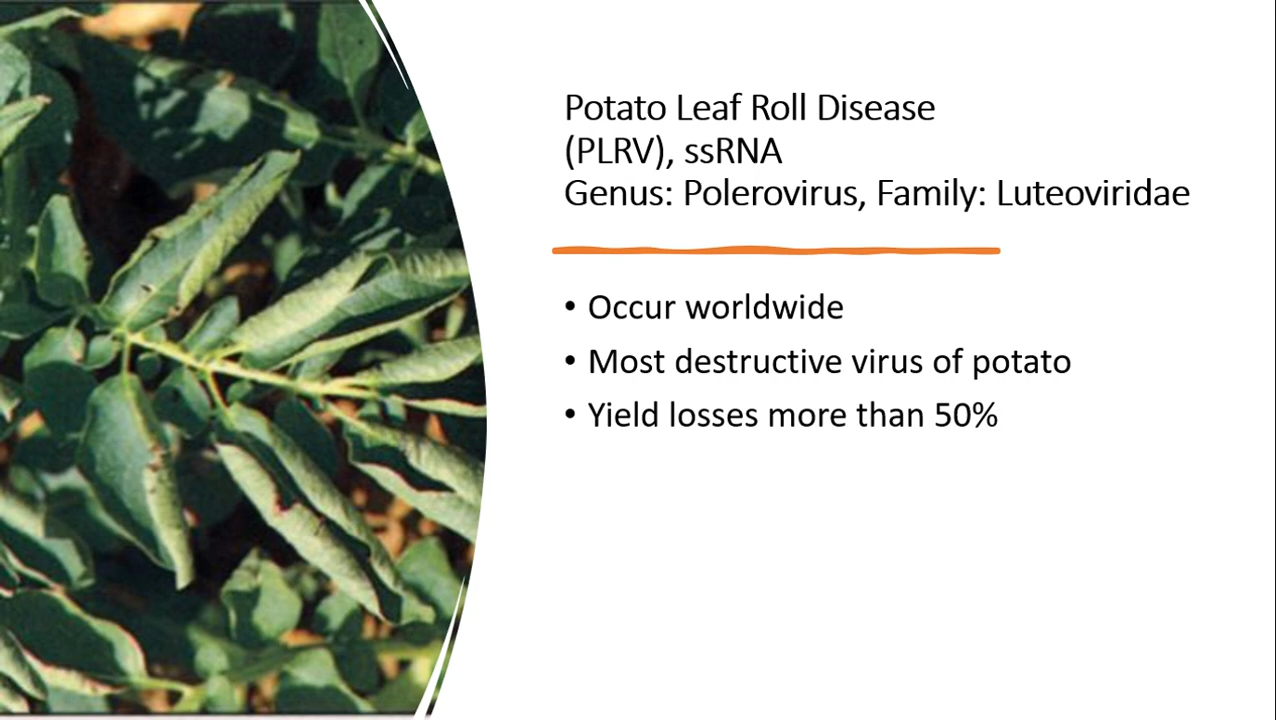 Potato Leaf Roll Disease
(PLRV), ssRNA
Genus: Polerovirus, Family: Luteoviridae
• Occur worldwide
• Most destructive virus of potato
• Yield losses more than 50%